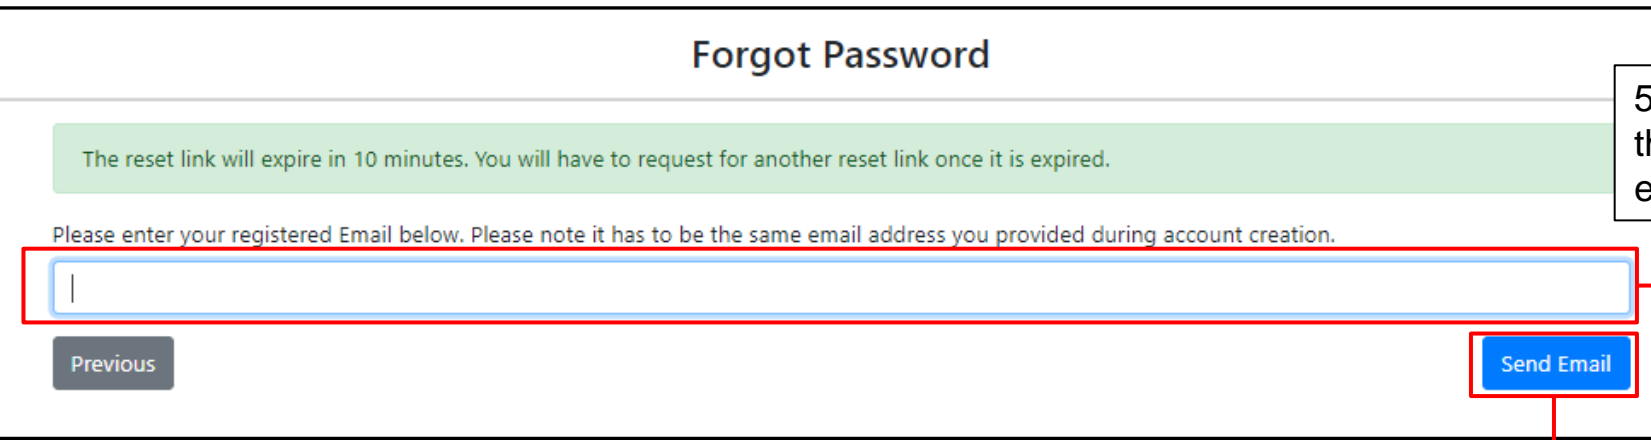 Forgot Password
5
The reset link will expire in 10 minutes. You will have to request for another reset link once it is expired.
Please enter your registered Email below. Please note it has to be the same email address you provided during account creation.
Previous
Send Email